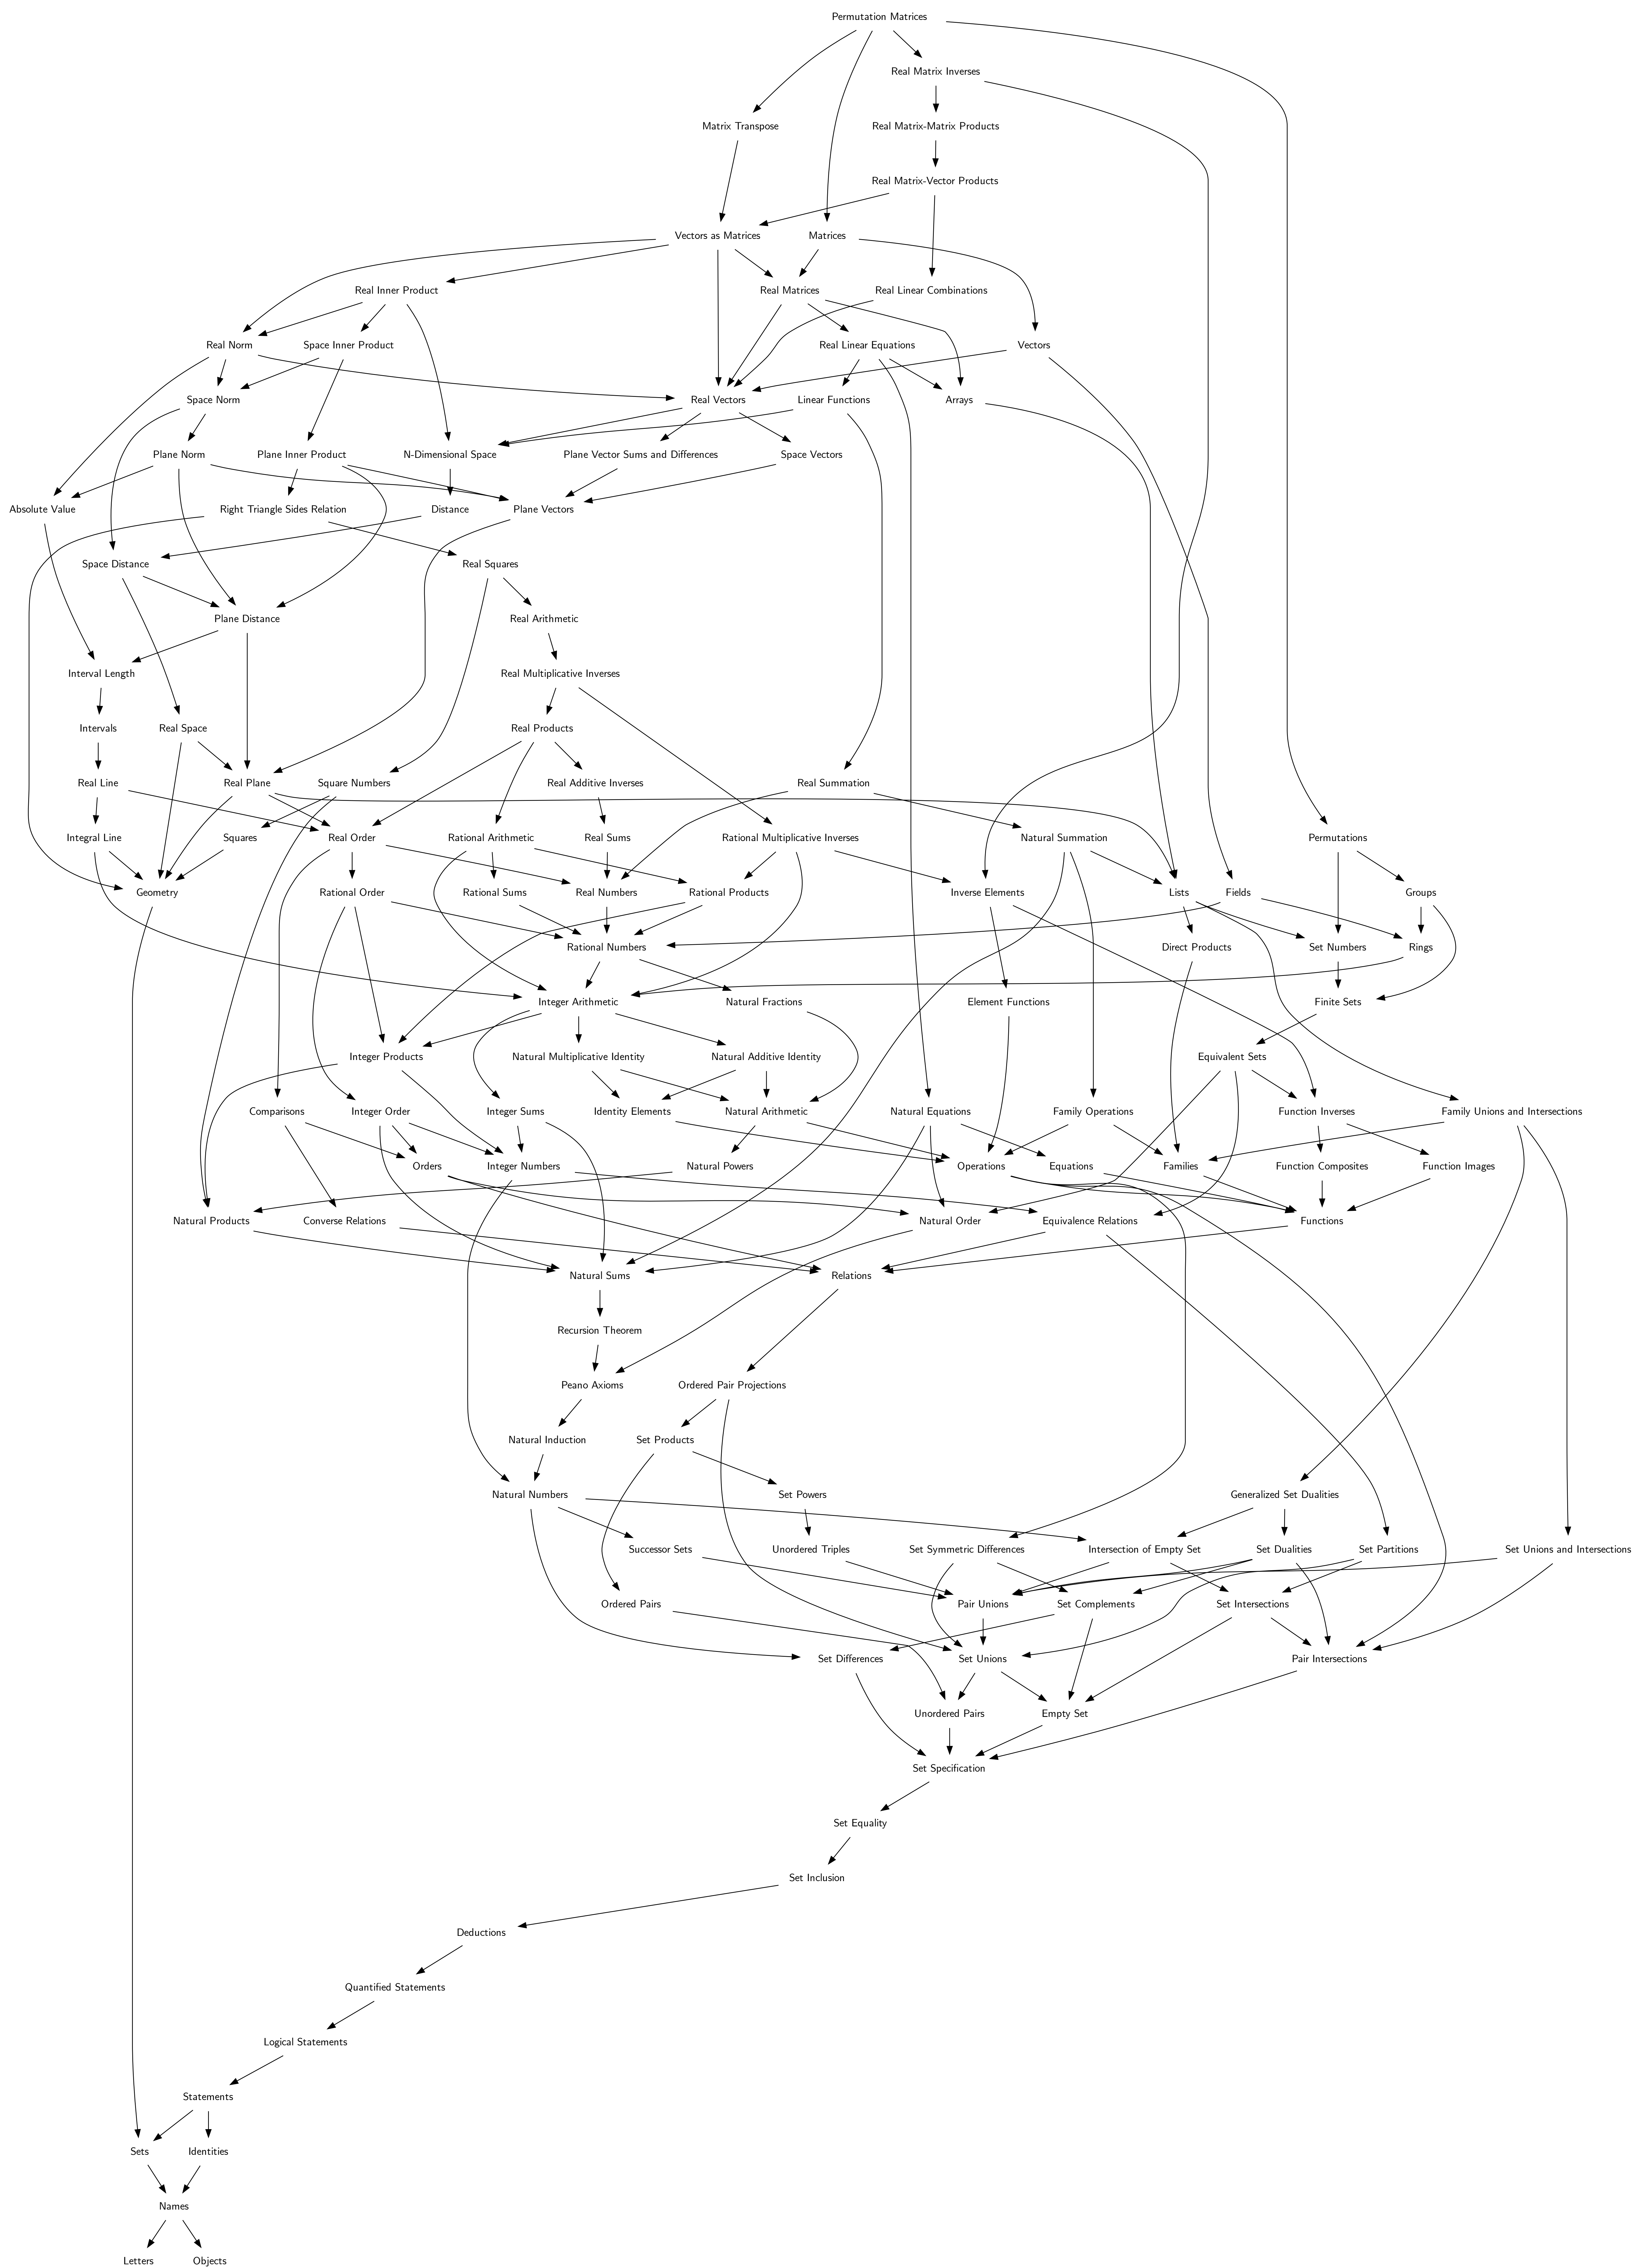 Permutation Matrices
Real Matrix Inverses
Matrix Transpose
Real Matrix-Matrix Products
Real Matrix-Vector Products
Vectors as Matrices
Matrices
Real Inner Product
Real Matrices
Real Linear Combinations
Real Norm
Space Inner Product
Real Linear Equations
Vectors
Space Norm
Real Vectors
Linear Functions
Arrays
Plane Norm
Plane Inner Product
N-Dimensional Space
Plane Vector Sums and Differences
Space Vectors
Absolute Value
Right Triangle Sides Relation
Distance
Plane Vectors
Space Distance
Real Squares
Plane Distance
Real Arithmetic
Interval Length
Real Multiplicative Inverses
Intervals
Real Space
Real Products
Real Line
Real Plane
Square Numbers
Real Additive Inverses
Real Summation
Integral Line
Squares
Real Order
Rational Arithmetic
Real Sums
Rational Multiplicative Inverses
Natural Summation
Permutations
Geometry
Rational Order
Rational Sums
Real Numbers
Rational Products
Inverse Elements
Lists
Fields
Groups
Rational Numbers
Direct Products
Set Numbers
Rings
Integer Arithmetic
Natural Fractions
Element Functions
Finite Sets
Integer Products
Natural Multiplicative Identity
Natural Additive Identity
Equivalent Sets
Comparisons
Integer Order
Integer Sums
Identity Elements
Natural Arithmetic
Natural Equations
Family Operations
Function Inverses
Family Unions and Intersections
Orders
Integer Numbers
Natural Powers
Operations
Equations
Families
Function Composites
Function Images
Natural Products
Converse Relations
Natural Order
Equivalence Relations
Functions
Natural Sums
Relations
Recursion Theorem
Peano Axioms
Ordered Pair Projections
Natural Induction
Set Products
Natural Numbers
Set Powers
Generalized Set Dualities
Successor Sets
Unordered Triples
Set Symmetric Differences
Intersection of Empty Set
Set Dualities
Set Partitions
Set Unions and Intersections
Ordered Pairs
Pair Unions
Set Complements
Set Intersections
Set Differences
Set Unions
Pair Intersections
Unordered Pairs
Empty Set
Set Specification
Set Equality
Set Inclusion
Deductions
Quantified Statements
Logical Statements
Statements
Sets
Identities
Names
Letters
Objects